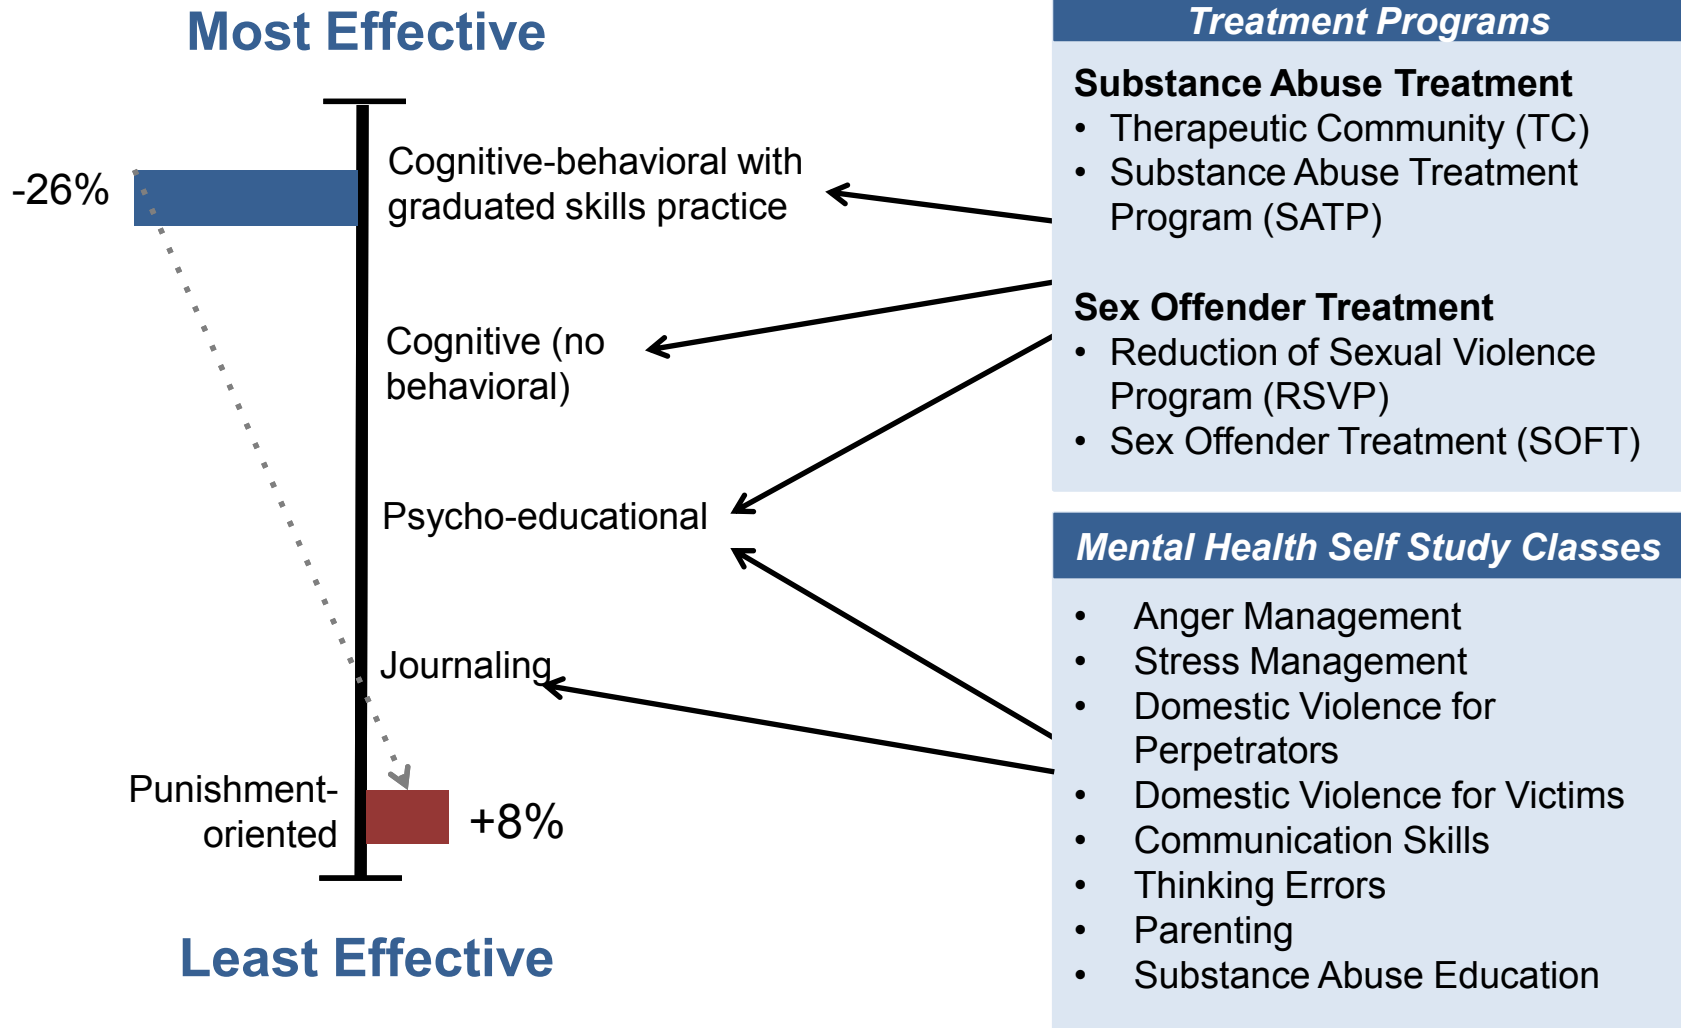 Most Effective
-26%
Cognitive-behavioral with
graduated skills practice
Cognitive (no
behavioral)
Psycho-educational
Journaling
Punishment-
oriented
+8%
Least Effective
Treatment Programs
Substance Abuse Treatment
• Therapeutic Community (TC)
• Substance Abuse Treatment
Program (SATP)
Sex Offender Treatment
• Reduction of Sexual Violence
Program (RSVP)
• Sex Offender Treatment (SOFT)
Mental Health Self Study Classes
• Anger Management
• Stress Management
• Domestic Violence for
Perpetrators
• Domestic Violence for Victims
• Communication Skills
• Thinking Errors
• Parenting
• Substance Abuse Education